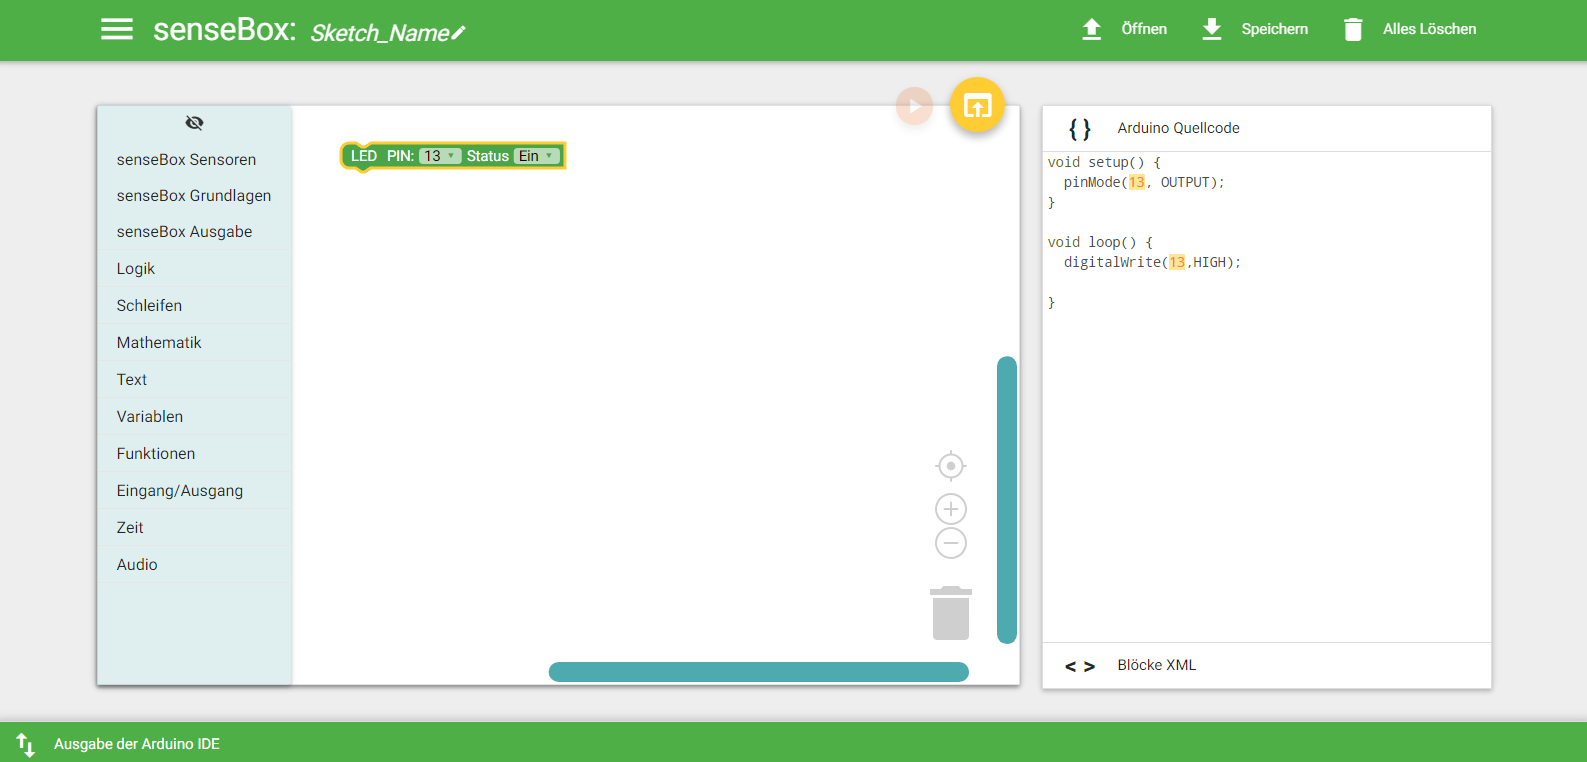 senseBox: Sketch_Name
Öffnen
Speichern
Alles Löschen
senseBox Sensoren
senseBox Grundlagen
senseBox Ausgabe
Logik
Schleifen
Mathematik
Text
Variablen
Funktionen
Eingang/Ausgang
Zeit
Audio
LED PIN: 13 Status Ein
{ } Arduino Quellcode
void setup() {
  pinMode(13, OUTPUT);
}
void loop() {
  digitalWrite(13,HIGH);
}
< > Blöcke XML
Ausgabe der Arduino IDE